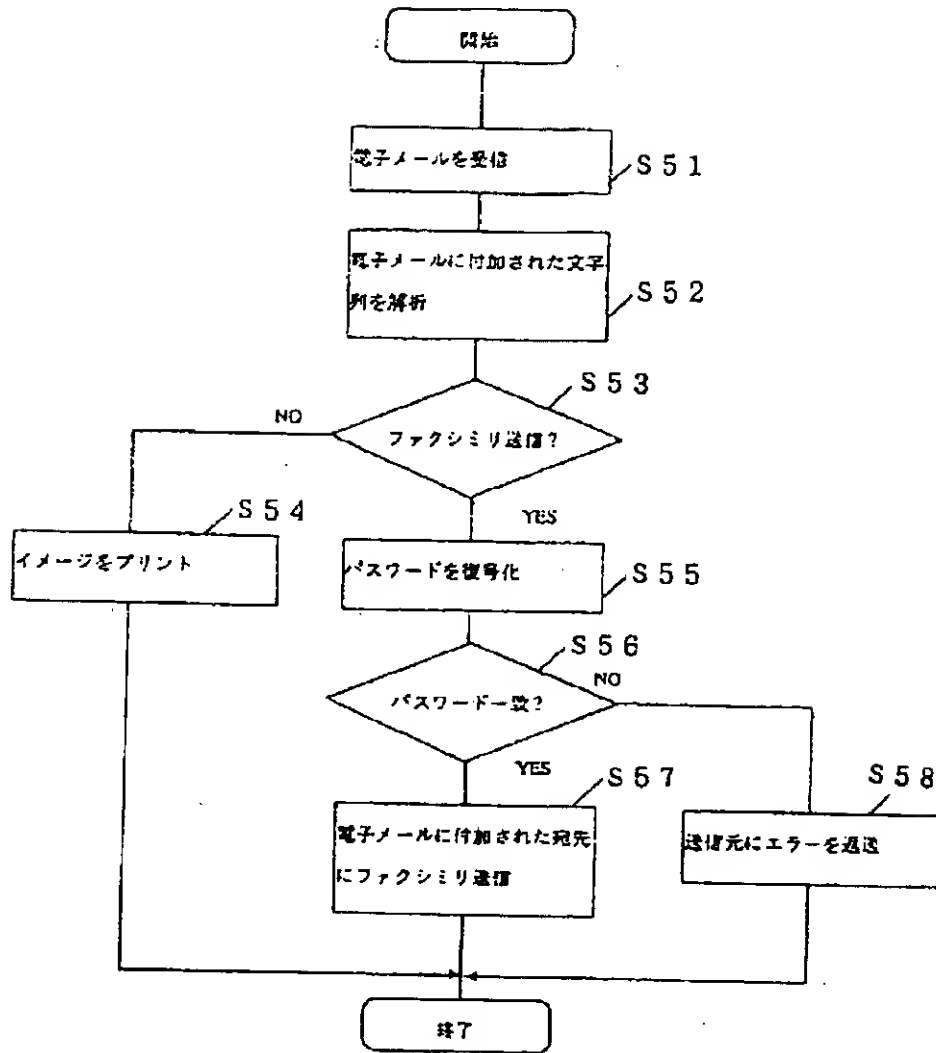 開始
電子メールを受信
S51
電子メールに付加された文字
列を解析
S52
S53
NO
ファクシミリ送信?
S54
YES
イメージをプリント
パスワードを復号化
S55
S56
NO
パスワード一致?
YES
S57
S58
電子メールに付加された宛先
にファクシミリ送信
送信元にエラーを返送
終了